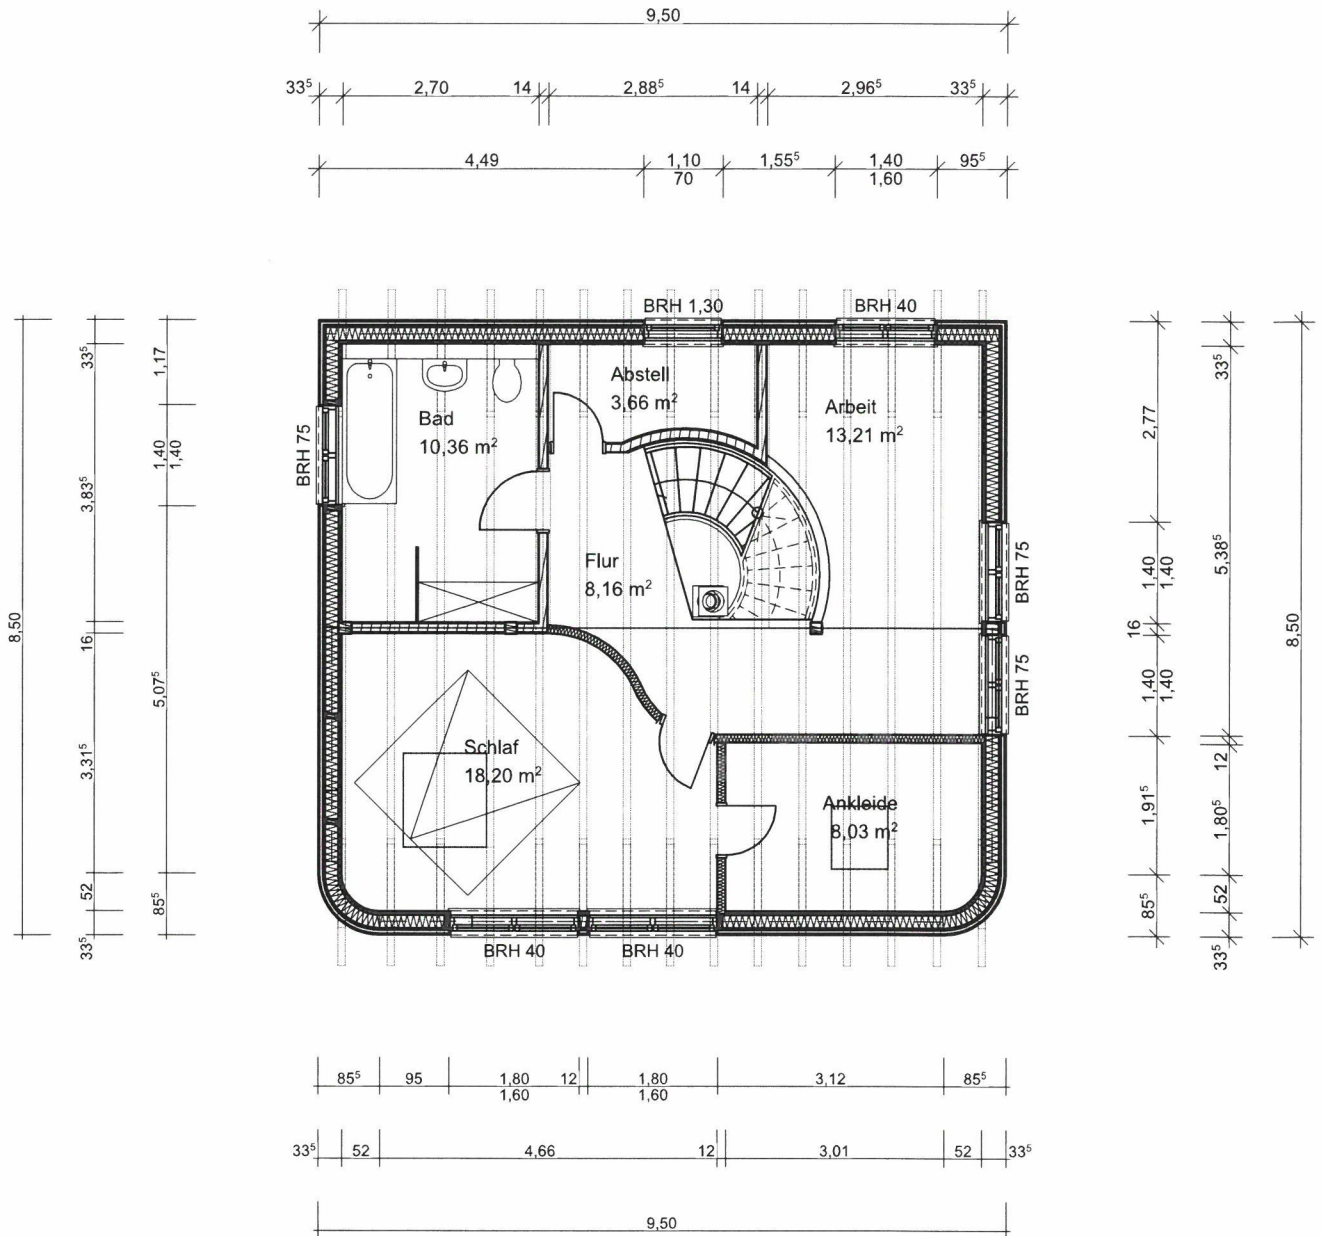 9,50
33⁵ 2,70 14 2,88⁵ 14 2,96⁵ 33⁵
4,49 1,10 1,55⁵ 1,40 95⁵
70 1,60
BRH 1,30 BRH 40
Abstell
3,66 m²
Arbeit
13,21 m²
Bad
10,36 m²
BRH 75
Flur
8,16 m²
BRH 75
BRH 75
Schlaf
18,20 m²
Ankleide
8,03 m²
BRH 40 BRH 40
8,50
33⁵
3,83⁵
16
3,31⁵
52
33⁵
1,17
1,40
1,40
5,07⁵
85⁵
2,77
1,40
1,40
16
1,40
1,40
1,91⁵
85⁵
33⁵
5,38⁵
12
1,80⁵
52
33⁵
8,50
85⁵ 95 1,80 12 1,80 3,12 85⁵
1,60 1,60
33⁵ 52 4,66 12 3,01 52 33⁵
9,50